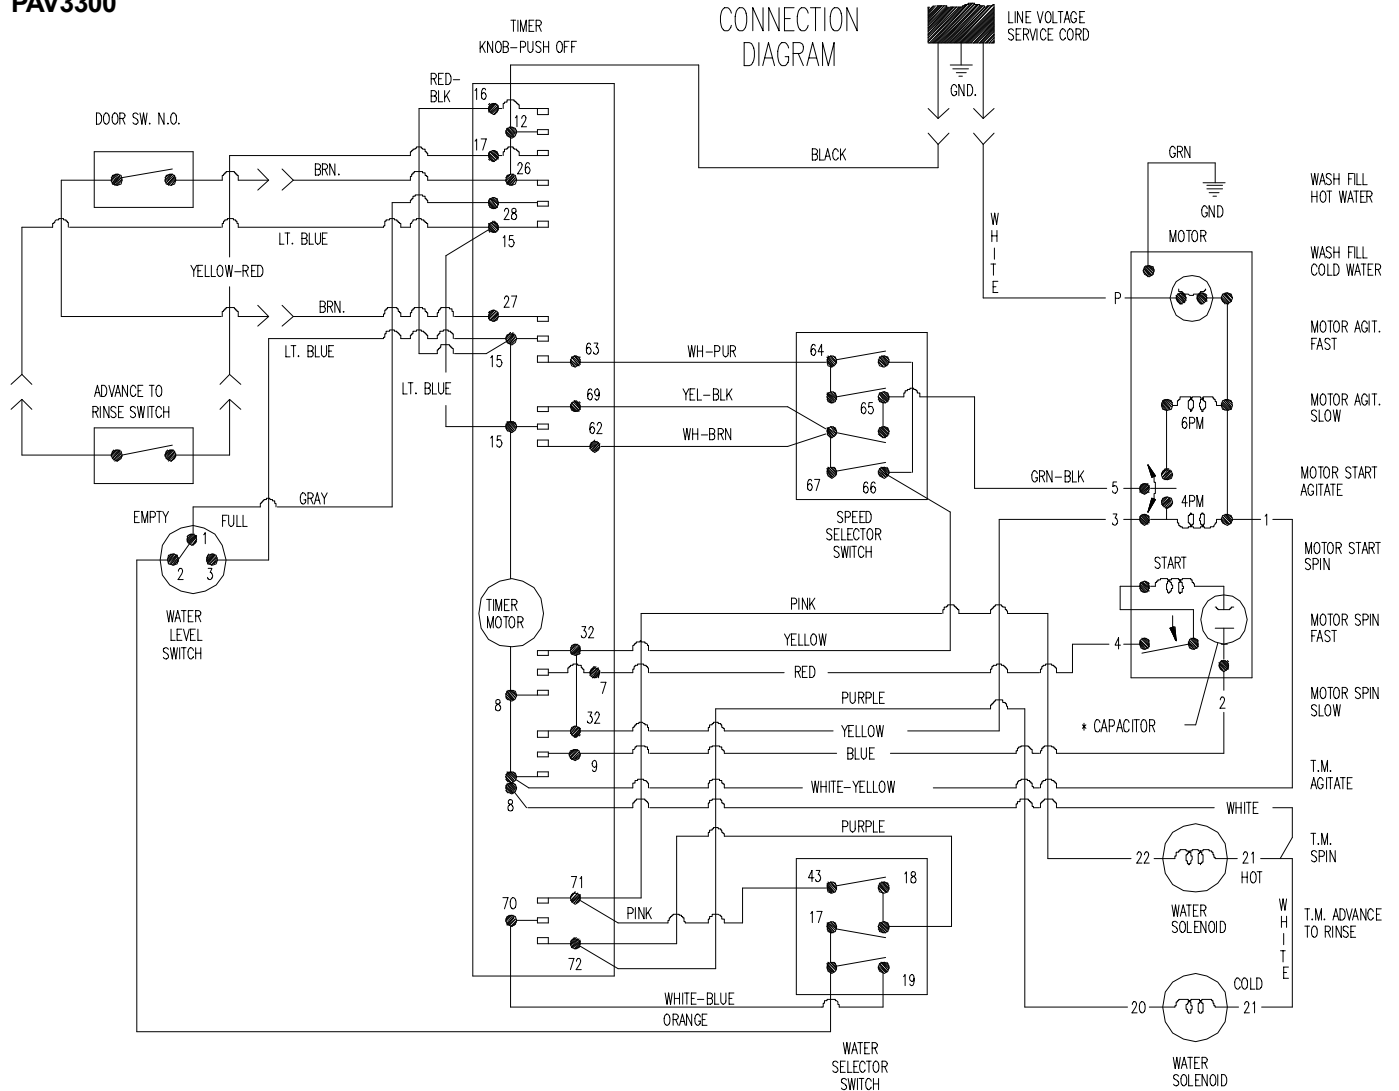 PAV3300
CONNECTION
DIAGRAM
LINE VOLTAGE
SERVICE CORD
TIMER
KNOB-PUSH OFF
GND.
RED-
BLK
16
12
DOOR SW. N.O.
17
BLACK
GRN
BRN.
26
WASH FILL
HOT WATER
28
GND
WHITE
LT. BLUE
15
MOTOR
YELLOW-RED
WASH FILL
COLD WATER
BRN.
27
P
MOTOR AGIT.
FAST
LT. BLUE
15
63
WH-PUR
64
ADVANCE TO
RINSE SWITCH
LT. BLUE
69
YEL-BLK
65
6PM
MOTOR AGIT.
SLOW
15
62
WH-BRN
67
66
GRN-BLK
5
MOTOR START
AGITATE
GRAY
4PM
EMPTY
FULL
SPEED
SELECTOR
SWITCH
3
1
1
2
3
START
MOTOR START
SPIN
WATER
LEVEL
SWITCH
TIMER
MOTOR
PINK
MOTOR SPIN
FAST
32
YELLOW
4
RED
7
8
PURPLE
2
MOTOR SPIN
SLOW
32
YELLOW
* CAPACITOR
BLUE
9
T.M.
AGITATE
WHITE-YELLOW
8
WHITE
PURPLE
T.M.
SPIN
22
21
HOT
71
43
18
70
PINK
17
WATER
SOLENOID
WHITE
T.M. ADVANCE
TO RINSE
72
19
COLD
WHITE-BLUE
20
21
ORANGE
WATER
SELECTOR
SWITCH
WATER
SOLENOID